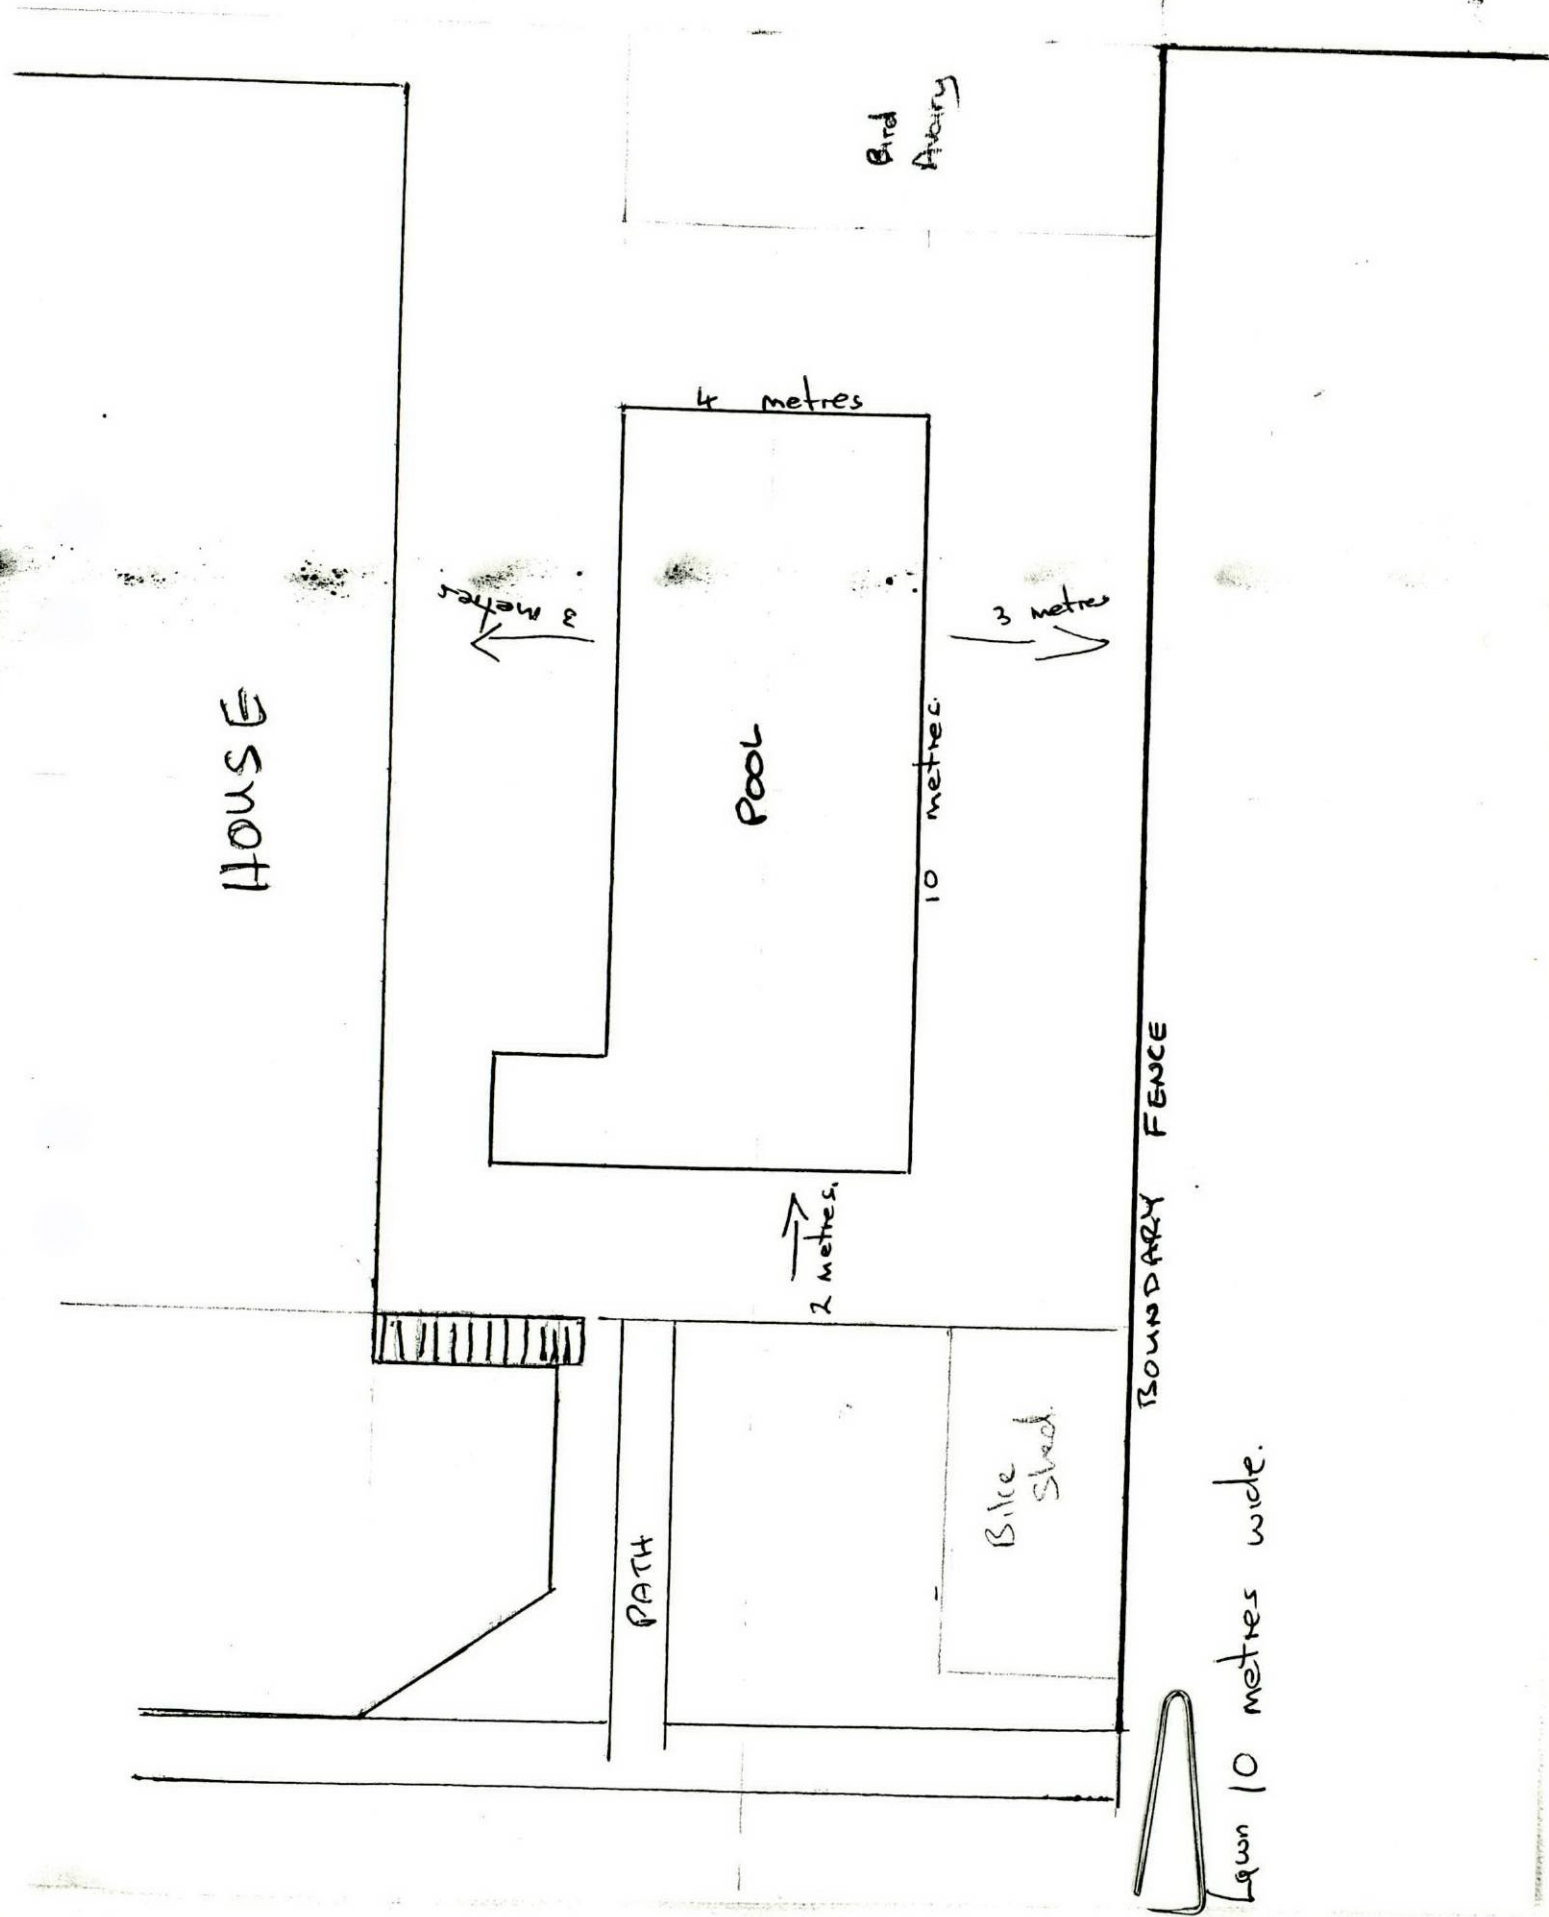 Bird
Aviary
4 metres
3 metres
3 metres
HOUSE
POOL
10 metres.
2 metres.
BOUNDARY FENCE
PATH
Bike
Shed.
Lawn 10 metres wide.